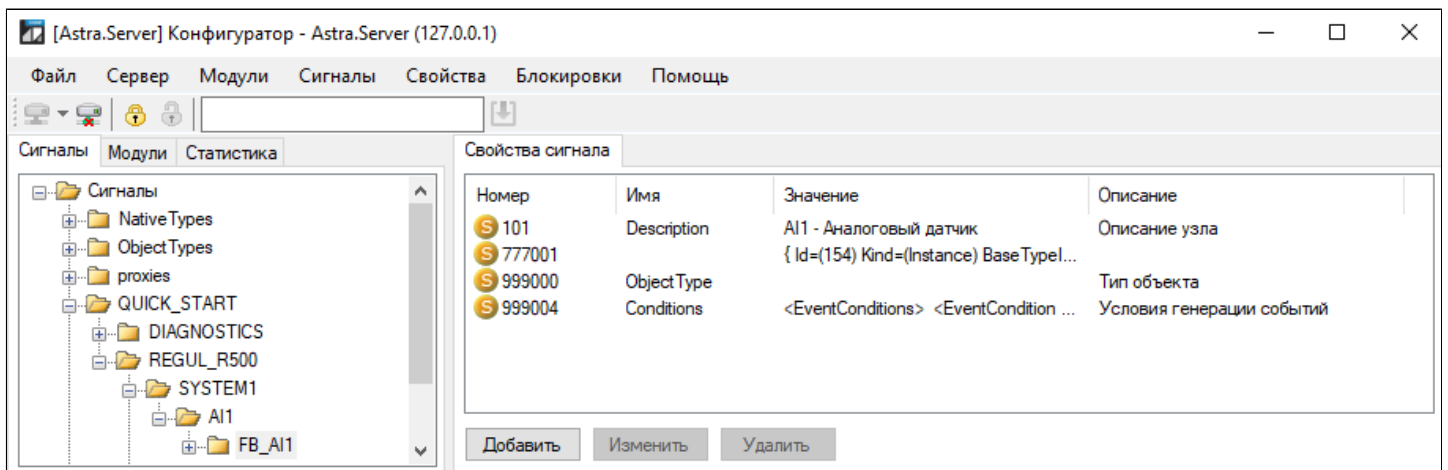 [Astra.Server] Конфигуратор - Astra.Server (127.0.0.1)
Файл Сервер Модули Сигналы Свойства Блокировки Помощь
Сигналы Модули Статистика
Сигналы
NativeTypes
ObjectTypes
proxies
QUICK_START
DIAGNOSTICS
REGUL_R500
SYSTEM1
AI1
FB_AI1
Свойства сигнала
Номер Имя Значение Описание
S 101 Description AI1 - Аналоговый датчик Описание узла
S 777001 { Id=(154) Kind=(Instance) BaseTypeI...
S 999000 ObjectType Тип объекта
S 999004 Conditions <EventConditions> <EventCondition ... Условия генерации событий
Добавить Изменить Удалить